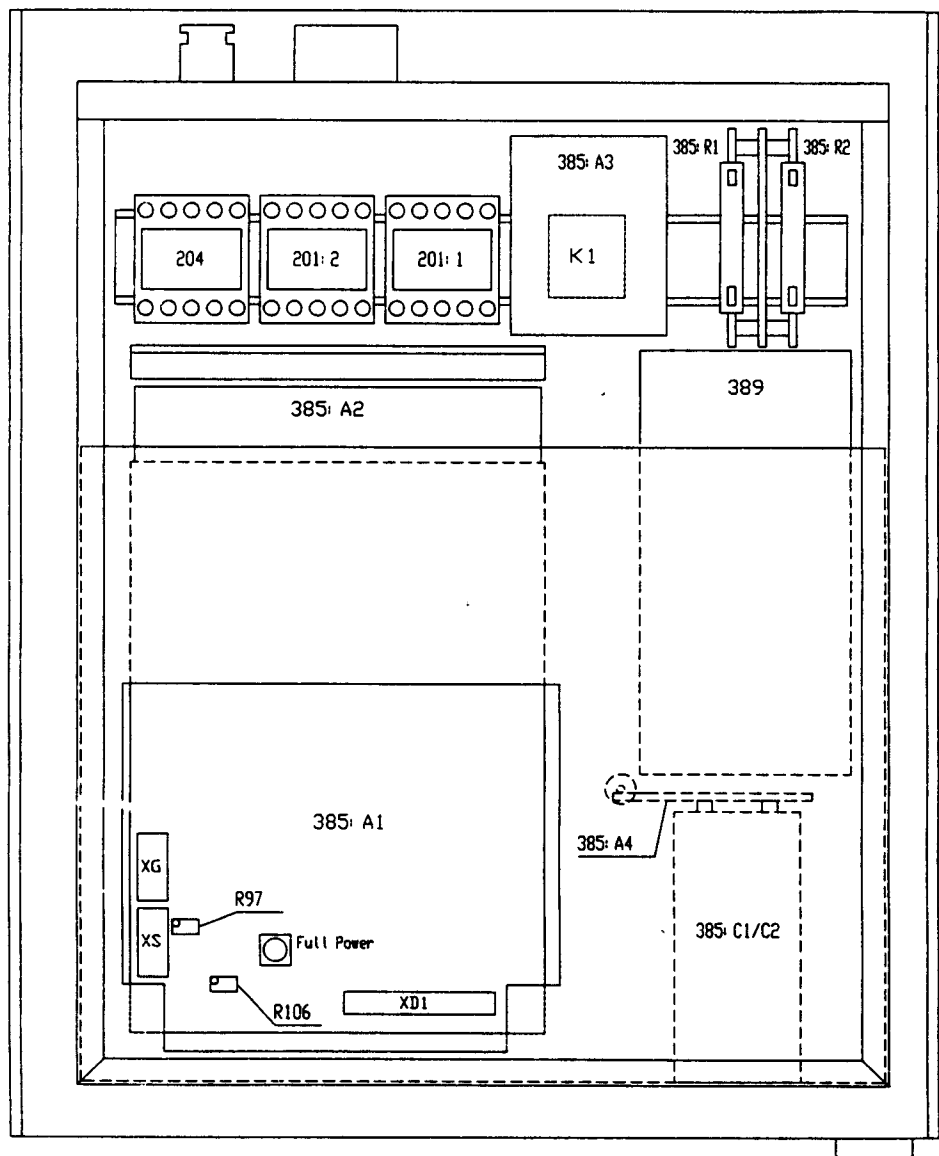 385: R1
385: R2
385: A3
204
201: 2
201: 1
K1
385: A2
389
385: A1
385: A4
XG
R97
XS
Full Power
385: C1/C2
R106
XD1